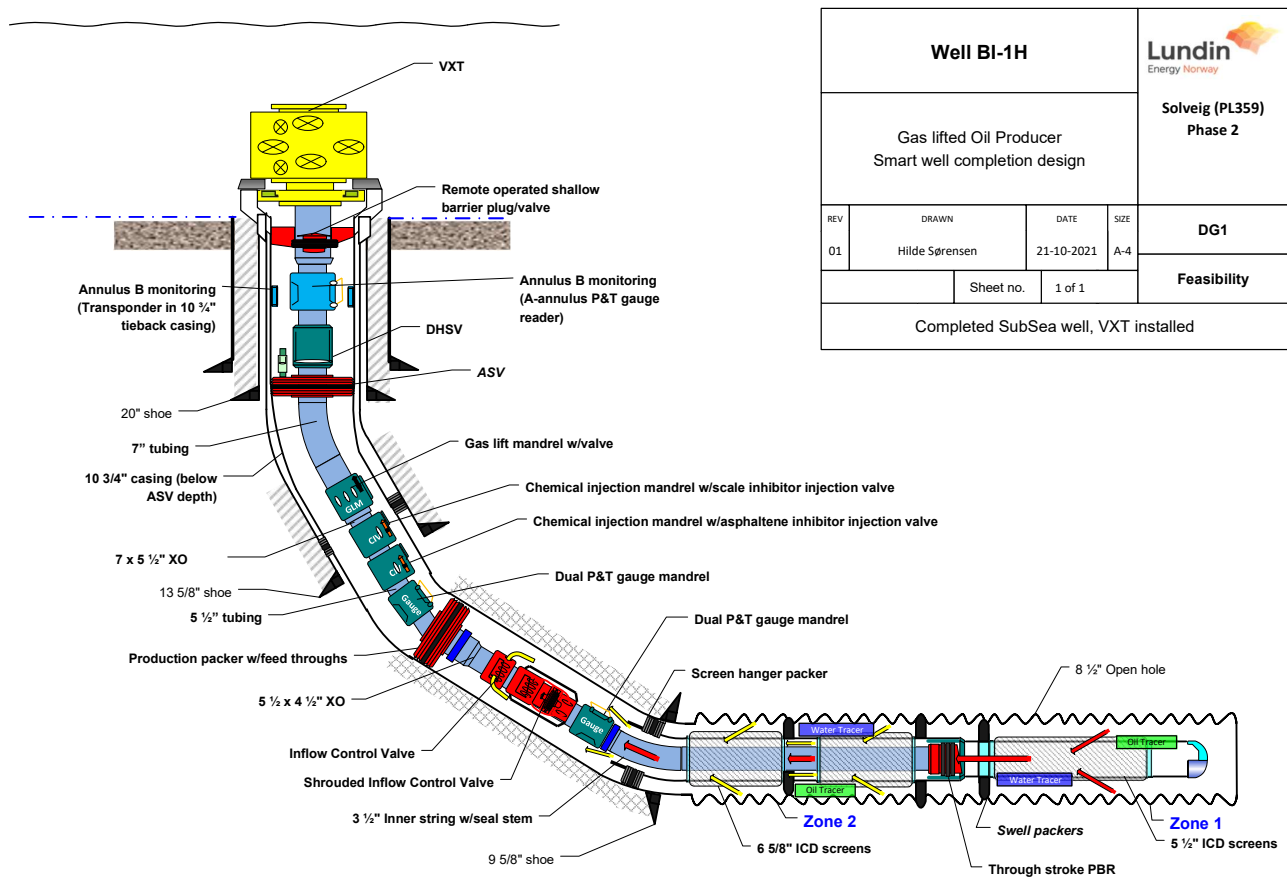 VXT
Remote operated shallow
barrier plug/valve
Annulus B monitoring
(Transponder in 10 ¾"
tieback casing)
Annulus B monitoring
(A-annulus P&T gauge
reader)
DHSV
ASV
20" shoe
7” tubing
10 3/4" casing (below
ASV depth)
Gas lift mandrel w/valve
GLM
Chemical injection mandrel w/scale inhibitor injection valve
CIV
Chemical injection mandrel w/asphaltene inhibitor injection valve
CIV
7 x 5 ½" XO
Dual P&T gauge mandrel
Gauge
13 5/8" shoe
5 ½” tubing
Dual P&T gauge mandrel
Production packer w/feed throughs
Screen hanger packer
8 ½" Open hole
5 ½ x 4 ½” XO
Gauge
Water Tracer
Oil Tracer
Inflow Control Valve
Shrouded Inflow Control Valve
Water Tracer
Oil Tracer
3 ½" Inner string w/seal stem
Zone 2
Swell packers
Zone 1
6 5/8" ICD screens
5 ½" ICD screens
9 5/8" shoe
Through stroke PBR
Well BI-1H
Lundin
Energy Norway
Solveig (PL359)
Phase 2
Gas lifted Oil Producer
Smart well completion design
REV DRAWN DATE SIZE
01 Hilde Sørensen 21-10-2021 A-4
DG1
Sheet no. 1 of 1
Feasibility
Completed SubSea well, VXT installed